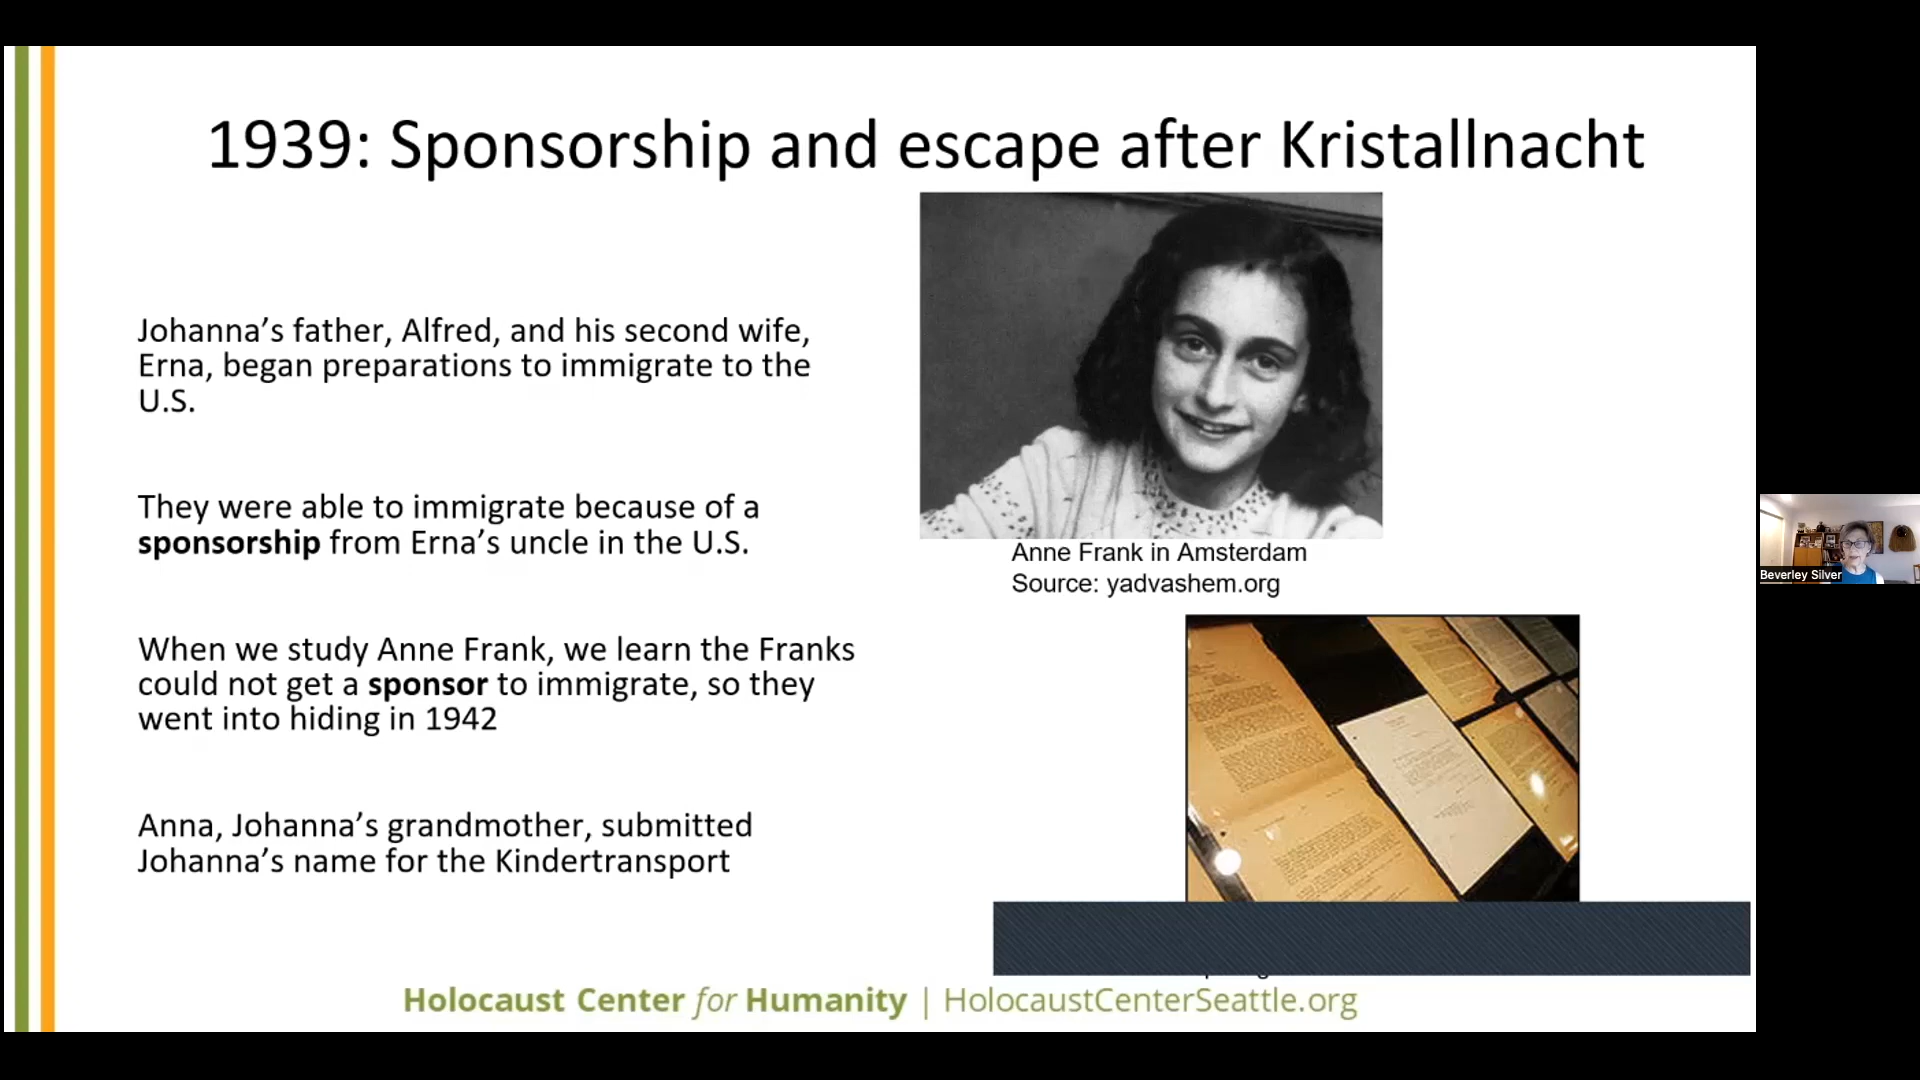 1939: Sponsorship and escape after Kristallnacht
Johanna’s father, Alfred, and his second wife,
Erna, began preparations to immigrate to the
U.S.
They were able to immigrate because of a
sponsorship from Erna’s uncle in the U.S.
When we study Anne Frank, we learn the Franks
could not get a sponsor to immigrate, so they
went into hiding in 1942
Anna, Johanna’s grandmother, submitted
Johanna’s name for the Kindertransport
Anne Frank in Amsterdam
Source: yadvashem.org
Holocaust Center for Humanity | HolocaustCenterSeattle.org
Beverley Silver